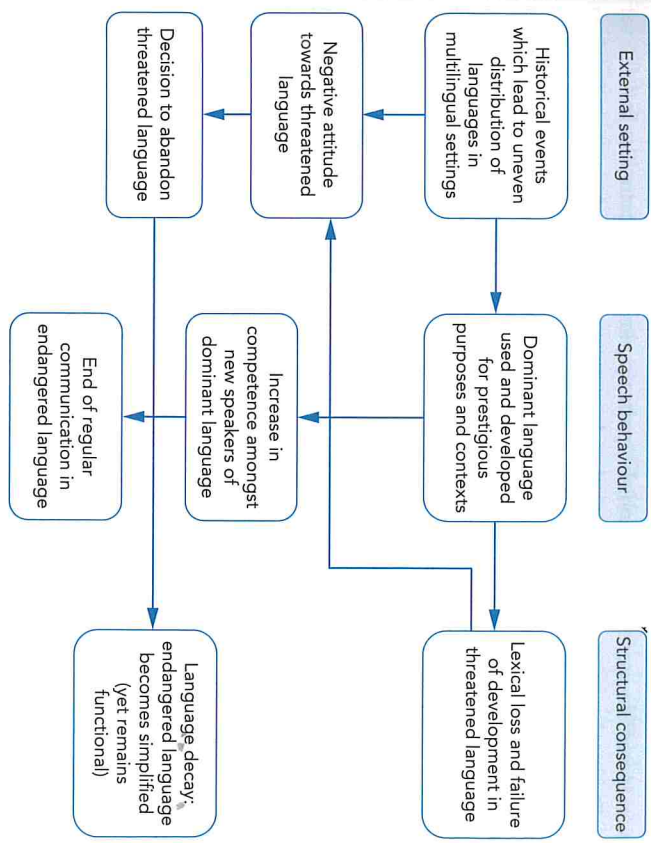 External setting
Speech behaviour
Structural consequence
Historical events
which lead to uneven
distribution of
languages in
multilingual settings
Dominant language
used and developed
for prestigious
purposes and contexts
Lexical loss and failure
of development in
threatened language
Negative attitude
towards threatened
language
Increase in
competence amongst
new speakers of
dominant language
Decision to abandon
threatened language
End of regular
communication in
endangered language
Language decay:
endangered language
becomes simplified
(yet remains
functional)